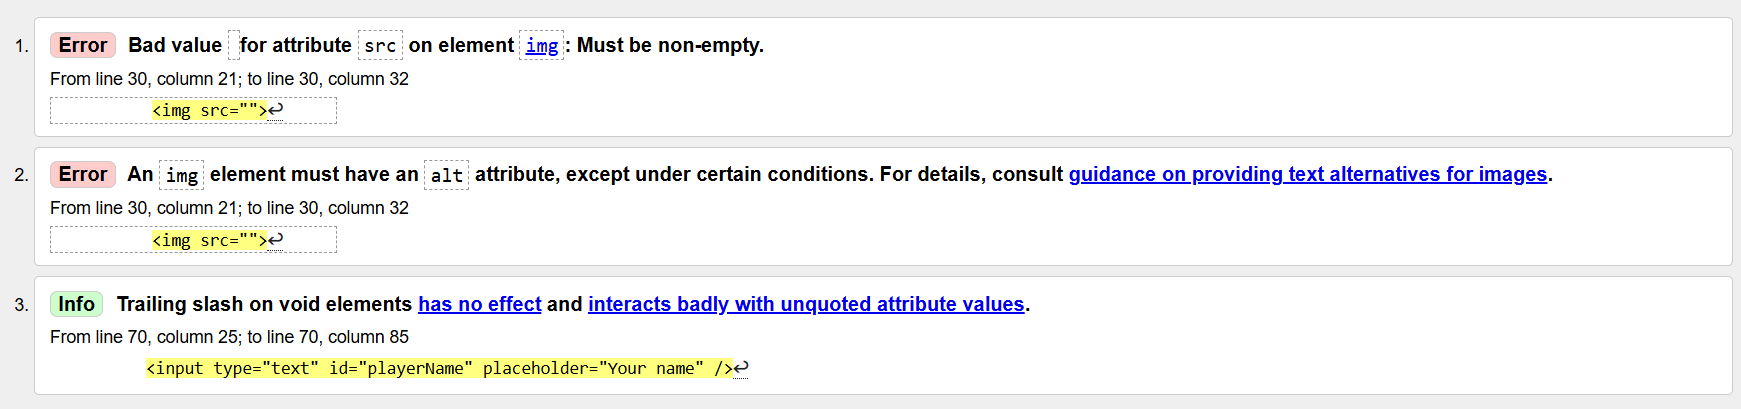 1. Error Bad value for attribute src on element img: Must be non-empty.
From line 30, column 21; to line 30, column 32
<img src="">↩
2. Error An img element must have an alt attribute, except under certain conditions. For details, consult guidance on providing text alternatives for images.
From line 30, column 21; to line 30, column 32
<img src="">↩
3. Info Trailing slash on void elements has no effect and interacts badly with unquoted attribute values.
From line 70, column 25; to line 70, column 85
<input type="text" id="playerName" placeholder="Your name" />↩